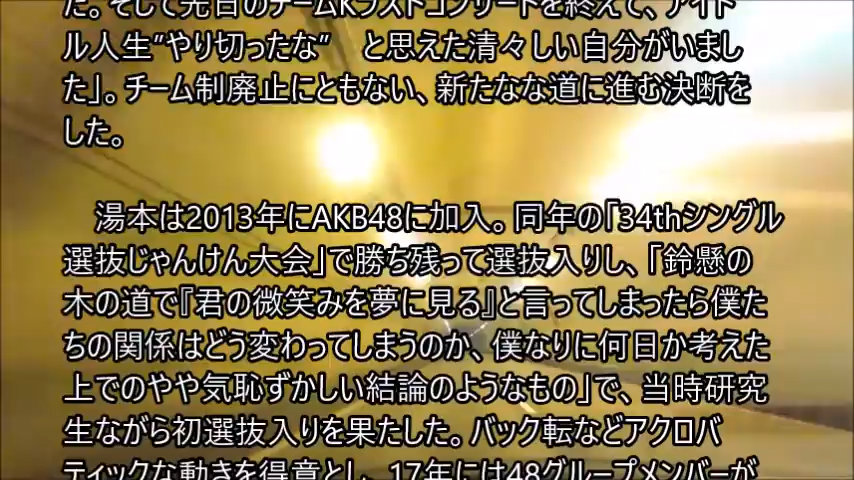 た。そして先日のチームKラストコンサートを終えて、アイド
ル人生”やり切ったな”　と思えた清々しい自分がいまし
た」。チーム制廃止にともない、新たなな道に進む決断を
した。
湯本は2013年にAKB48に加入。同年の「34thシングル
選抜じゃんけん大会」で勝ち残って選抜入りし、「鈴懸の
木の道で『君の微笑みを夢に見る』と言ってしまったら僕た
ちの関係はどう変わってしまうのか、僕なりに何日か考えた
上でのやや気恥ずかしい結論のようなもの」で、当時研究
生ながら初選抜入りを果たした。バック転などアクロバ
ティックな動きを得意とし、17年には48グループメンバーが